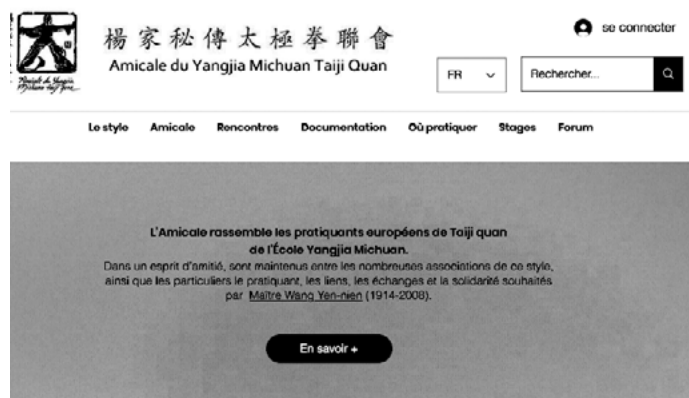 楊家秘傳太極拳聯會
Amicale du Yangjia Michuan Taiji Quan
se connecter
FR
Rechercher...
Le style Amicale Rencontres Documentation Où pratiquer Stages Forum
L'Amicale rassemble les pratiquants européens de Taiji quan
de l'École Yangjia Michuan.
Dans un esprit d'amitié, sont maintenus entre les nombreuses associations de ce style,
ainsi que les particuliers le pratiquant, les liens, les échanges et la solidarité souhaités
par Maître Wang Yen-nien (1914-2008).
En savoir +